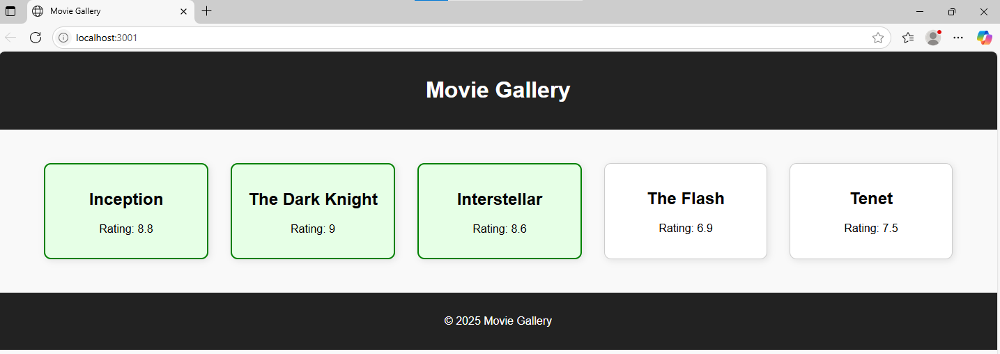 Movie Gallery
localhost:3001
Movie Gallery
Inception
Rating: 8.8
The Dark Knight
Rating: 9
Interstellar
Rating: 8.6
The Flash
Rating: 6.9
Tenet
Rating: 7.5
© 2025 Movie Gallery